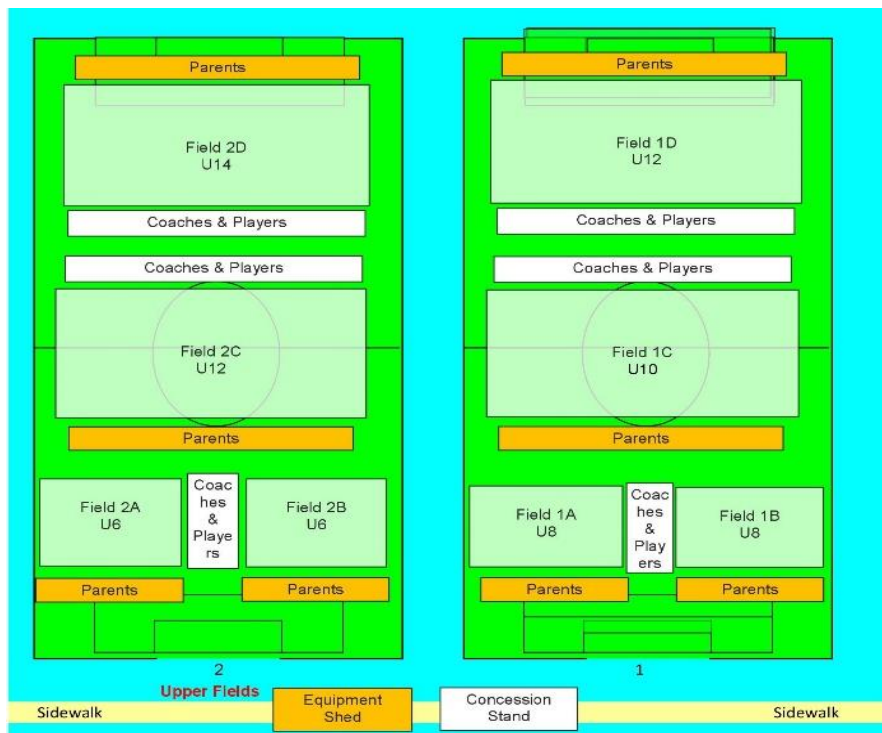 Parents
Field 2D
U14
Coaches & Players
Coaches & Players
Field 2C
U12
Parents
Field 2A
U6
Coac
hes
&
Playe
rs
Field 2B
U6
Parents
Parents
2
Upper Fields
Parents
Field 1D
U12
Coaches & Players
Coaches & Players
Field 1C
U10
Parents
Field 1A
U8
Coac
hes
&
Play
ers
Field 1B
U8
Parents
Parents
1
Sidewalk
Equipment
Shed
Concession
Stand
Sidewalk